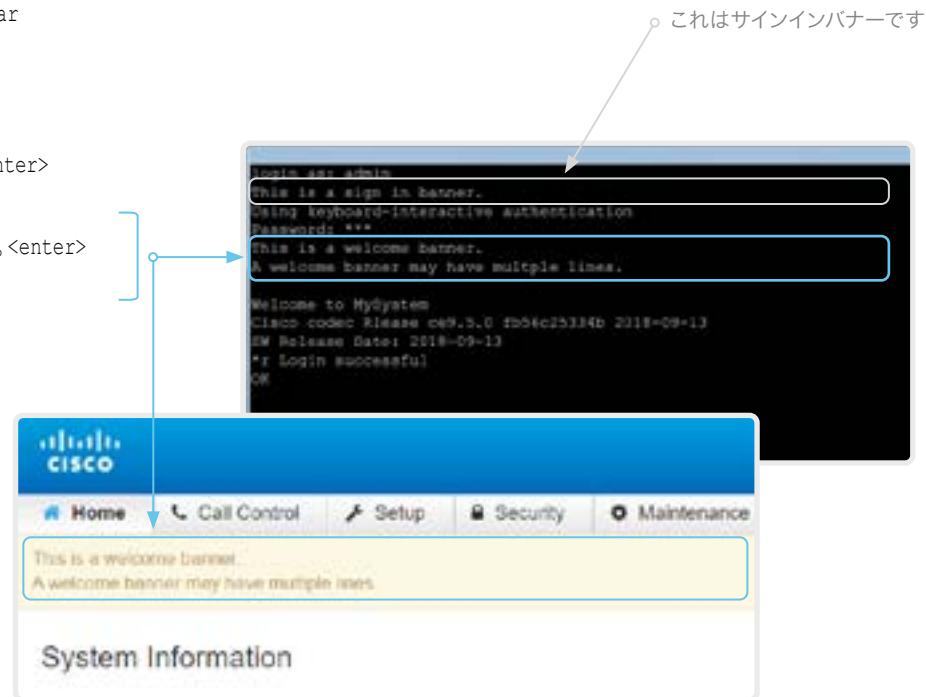 ar
これはサインインバナーです
nter>
<enter>
login as: admin
This is a sign in banner.
Using keyboard-interactive authentication
Password: ***
This is a welcome banner.
A welcome banner may have multple lines.
Welcome to MySystem
Cisco codec Rlease ce9.5.0 fb56c25334b 2018-09-13
SW Release Date: 2018-09-13
*r Login successful
OK
CISCO
Home Call Control Setup Security Maintenance
This is a welcome banner.
A welcome banner may have multiple lines.
System Information